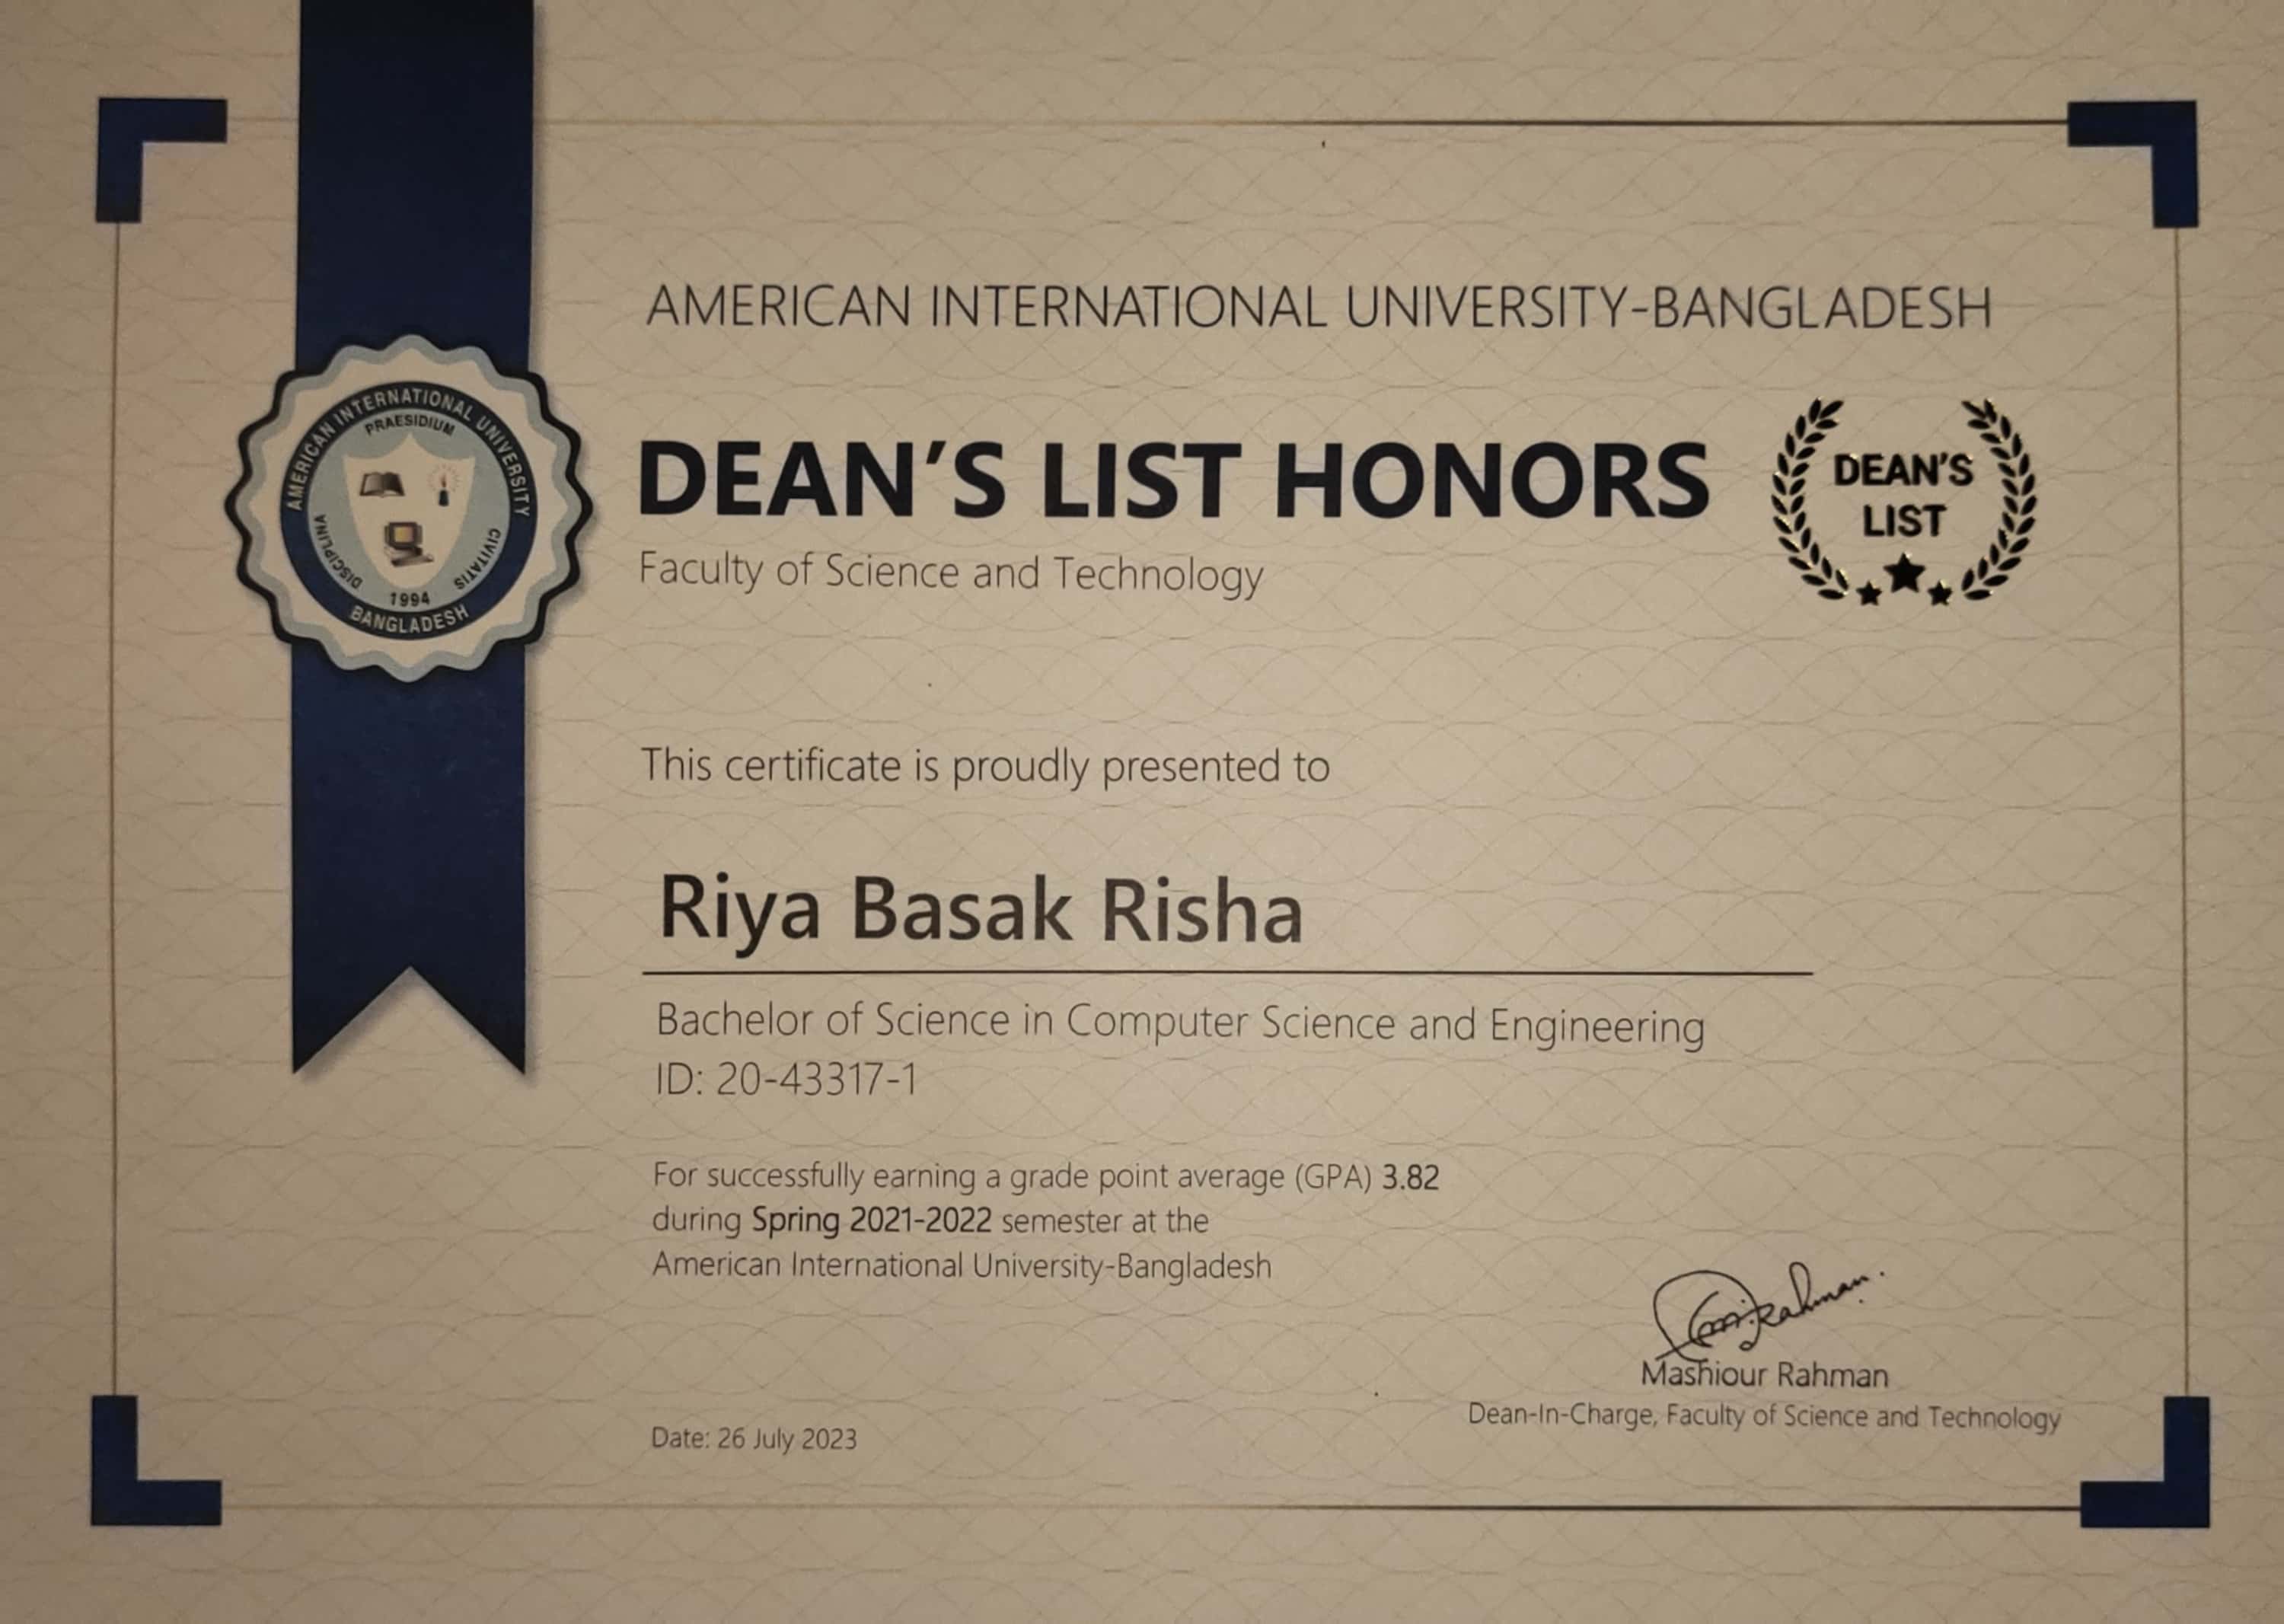 AMERICAN INTERNATIONAL UNIVERSITY-BANGLADESH
AMERICAN INTERNATIONAL UNIVERSITY
PRAESIDIUM
DISCIPLINA
CIVITATIS
1994
BANGLADESH
DEAN'S LIST HONORS
DEAN'S
LIST
Faculty of Science and Technology
This certificate is proudly presented to
Riya Basak Risha
Bachelor of Science in Computer Science and Engineering
ID: 20-43317-1
For successfully earning a grade point average (GPA) 3.82
during Spring 2021-2022 semester at the
American International University-Bangladesh
m.Rahman.
Mashiour Rahman
Dean-In-Charge, Faculty of Science and Technology
Date: 26 July 2023